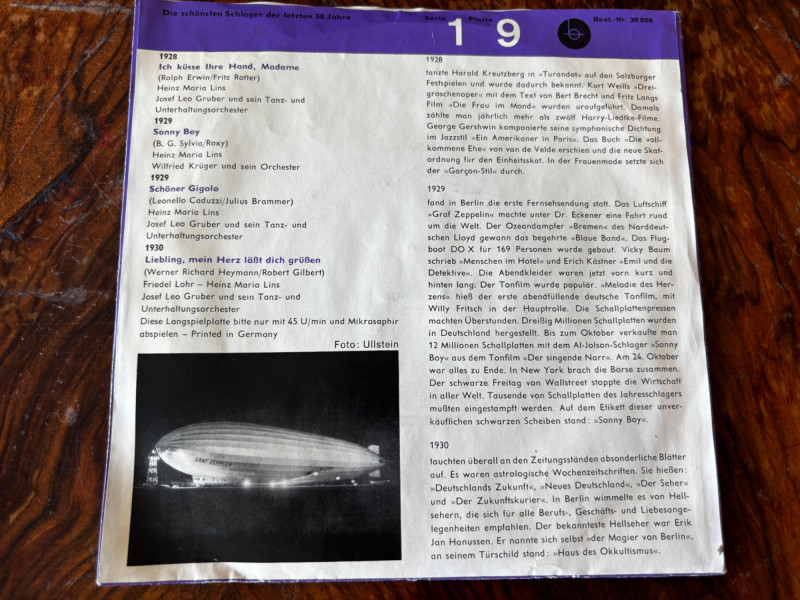 Die schönsten Schlager der letzten 50 Jahre
Serie Platte
1 9
Best.-Nr. 36 506
1928
Ich küsse Ihre Hand, Madame
(Ralph Erwin/Fritz Rotter)
Heinz Maria Lins
Josef Leo Gruber und sein Tanz- und
Unterhaltungsorchester
1929
Sonny Boy
(B. G. Sylvia/Roxy)
Heinz Maria Lins
Wilfried Krüger und sein Orchester
1929
Schöner Gigolo
(Leonello Caduzzi/Julius Brammer)
Heinz Maria Lins
Josef Leo Gruber und sein Tanz- und
Unterhaltungsorchester
1930
Liebling, mein Herz läßt dich grüßen
(Werner Richard Heymann/Robert Gilbert)
Friedel Lohr – Heinz Maria Lins
Josef Leo Gruber und sein Tanz- und
Unterhaltungsorchester
Diese Langspielplatte bitte nur mit 45 U/min und Mikrosaphir
abspielen – Printed in Germany
Foto: Ullstein
GRAF ZEPPELIN
1928
tanzte Harald Kreutzberg in »Turandot« auf den Salzburger
Festspielen und wurde dadurch bekannt. Kurt Weills »Drei-
groschenoper« mit dem Text von Bert Brecht und Fritz Langs
Film »Die Frau im Mond« wurden uraufgeführt. Damals
zählte man jährlich mehr als zwölf Harry-Liedtke-Filme.
George Gershwin komponierte seine symphonische Dichtung
im Jazzstil »Ein Amerikaner in Paris«. Das Buch »Die voll-
kommene Ehe« von van de Velde erschien und die neue Skat-
ordnung für den Einheitsskat. In der Frauenmode setzte sich
der »Garçon-Stil« durch.
1929
fand in Berlin die erste Fernsehsendung statt. Das Luftschiff
»Graf Zeppelin« machte unter Dr. Eckener eine Fahrt rund
um die Welt. Der Ozeandampfer »Bremen« des Norddeut-
schen Lloyd gewann das begehrte »Blaue Band«. Das Flug-
boot DO X für 169 Personen wurde gebaut. Vicky Baum
schrieb »Menschen im Hotel« und Erich Kästner »Emil und die
Detektive«. Die Abendkleider waren jetzt vorn kurz und
hinten lang. Der Tonfilm wurde populär. »Melodie des Her-
zens« hieß der erste abendfüllende deutsche Tonfilm, mit
Willy Fritsch in der Hauptrolle. Die Schallplattenpressen
machten Überstunden. Dreißig Millionen Schallplatten wurden
in Deutschland hergestellt. Bis zum Oktober verkaufte man
12 Millionen Schallplatten mit dem Al-Jolson-Schlager »Sonny
Boy« aus dem Tonfilm »Der singende Narr«. Am 24. Oktober
war alles zu Ende. In New York brach die Börse zusammen.
Der schwarze Freitag von Wallstreet stoppte die Wirtschaft
in aller Welt. Tausende von Schallplatten des Jahresschlagers
mußten eingestampft werden. Auf dem Etikett dieser unver-
käuflichen schwarzen Scheiben stand: »Sonny Boy«.
1930
tauchten überall an den Zeitungsständen absonderliche Blätter
auf. Es waren astrologische Wochenzeitschriften. Sie hießen:
»Deutschlands Zukunft«, »Neues Deutschland«, »Der Seher«
und »Der Zukunftskurier«. In Berlin wimmelte es von Hell-
sehern, die sich für alle Berufs-, Geschäfts- und Liebesange-
legenheiten empfahlen. Der bekannteste Hellseher war Erik
Jan Hanussen. Er nannte sich selbst »der Magier von Berlin«,
an seinem Türschild stand: »Haus des Okkultismus«.